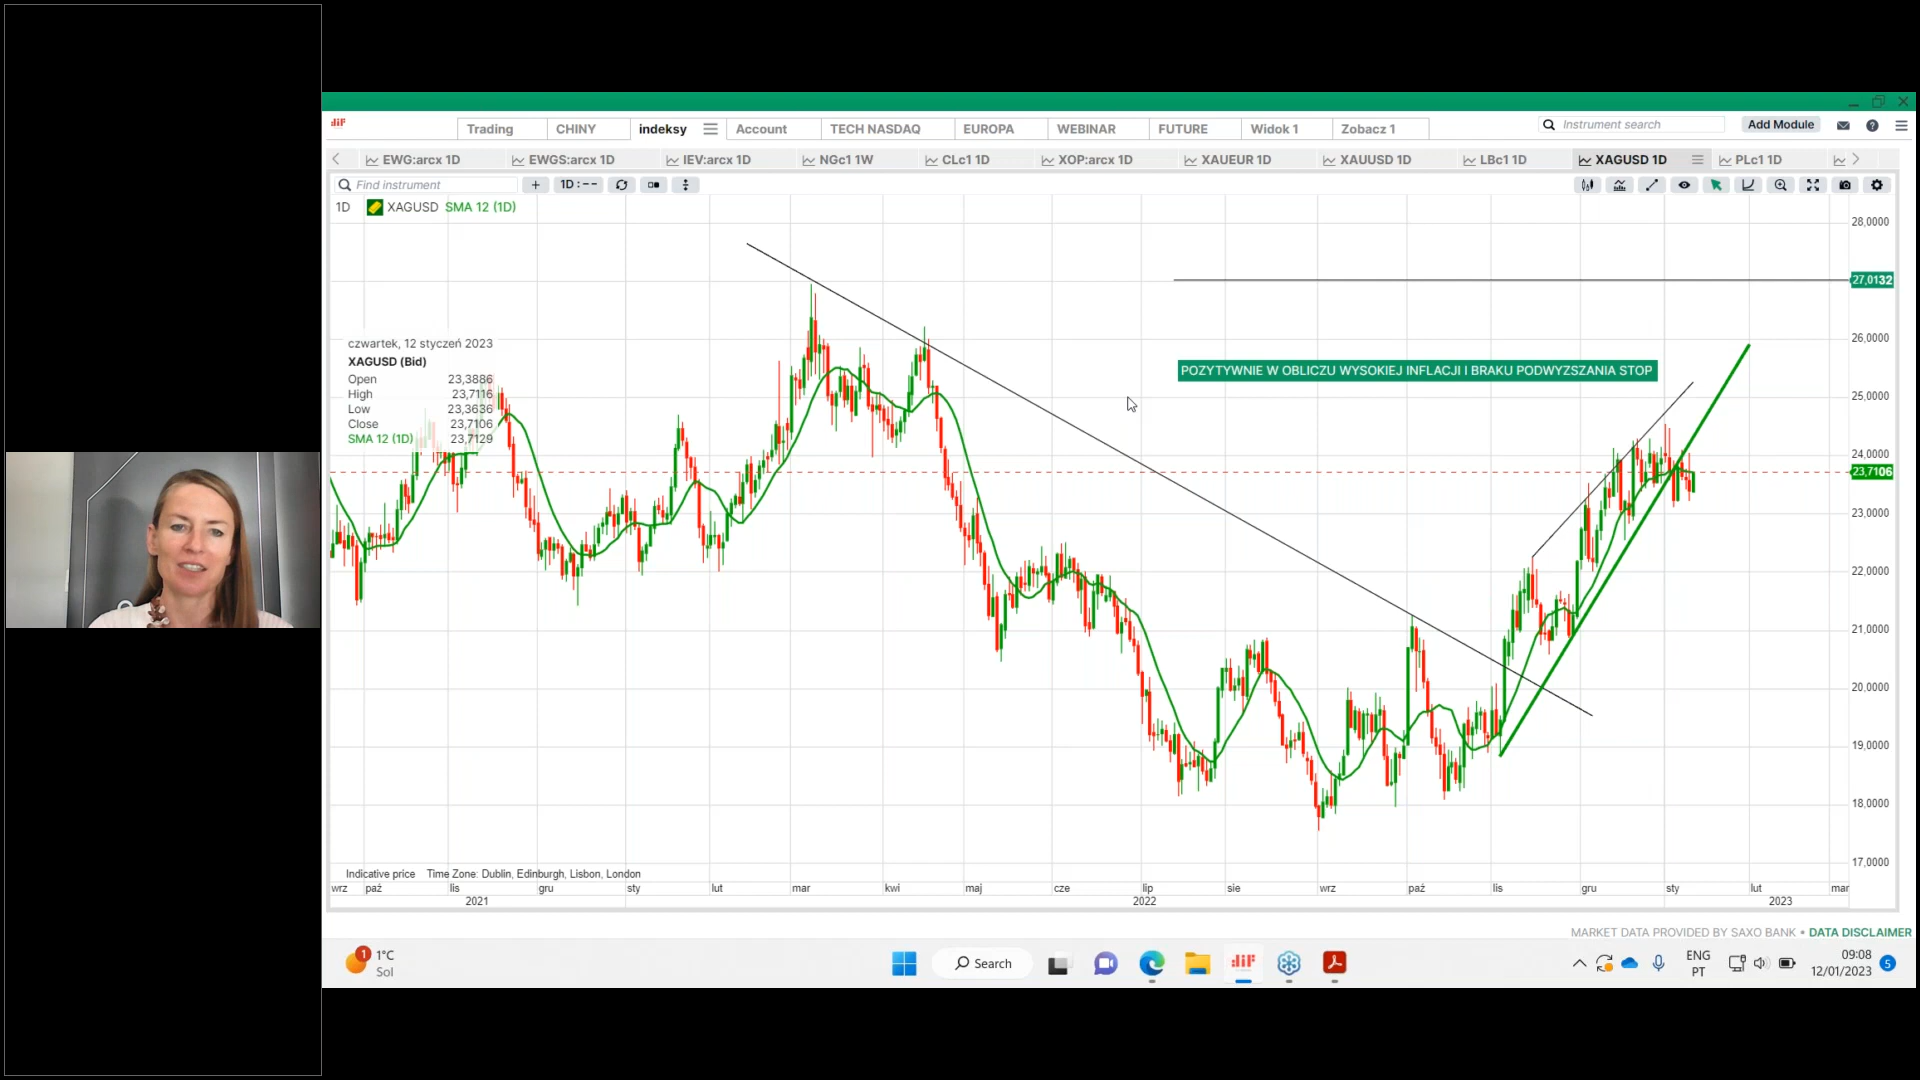 dif
Trading CHINY indeksy Account TECH NASDAQ EUROPA WEBINAR FUTURE Widok 1 Zobacz 1 Instrument search Add Module
EWG:arcx 1D EWGS:arcx 1D IEV:arcx 1D NGc1 1W CLc1 1D XOP:arcx 1D XAUEUR 1D XAUUSD 1D LBc1 1D XAGUSD 1D PLc1 1D
Find instrument 1D : --
1D XAGUSD SMA 12 (1D)
28,0000
27,0132
czwartek, 12 styczeń 2023
XAGUSD (Bid)
Open 23,3886
High 23,7116
Low 23,3636
Close 23,7106
SMA 12 (1D) 23,7129
26,0000
POZYTYWNIE W OBLICZU WYSOKIEJ INFLACJI I BRAKU PODWYZSZANIA STOP
25,0000
24,0000
23,7106
23,0000
22,0000
21,0000
20,0000
19,0000
18,0000
17,0000
Indicative price Time Zone: Dublin, Edinburgh, Lisbon, London
wrz paź lis gru sty lut mar kwi maj cze lip sie wrz paź lis gru sty lut mar
2021 2022 2023
MARKET DATA PROVIDED BY SAXO BANK • DATA DISCLAIMER
1 1°C
Sol
Search
dif
ENG
PT
09:08
12/01/2023
5